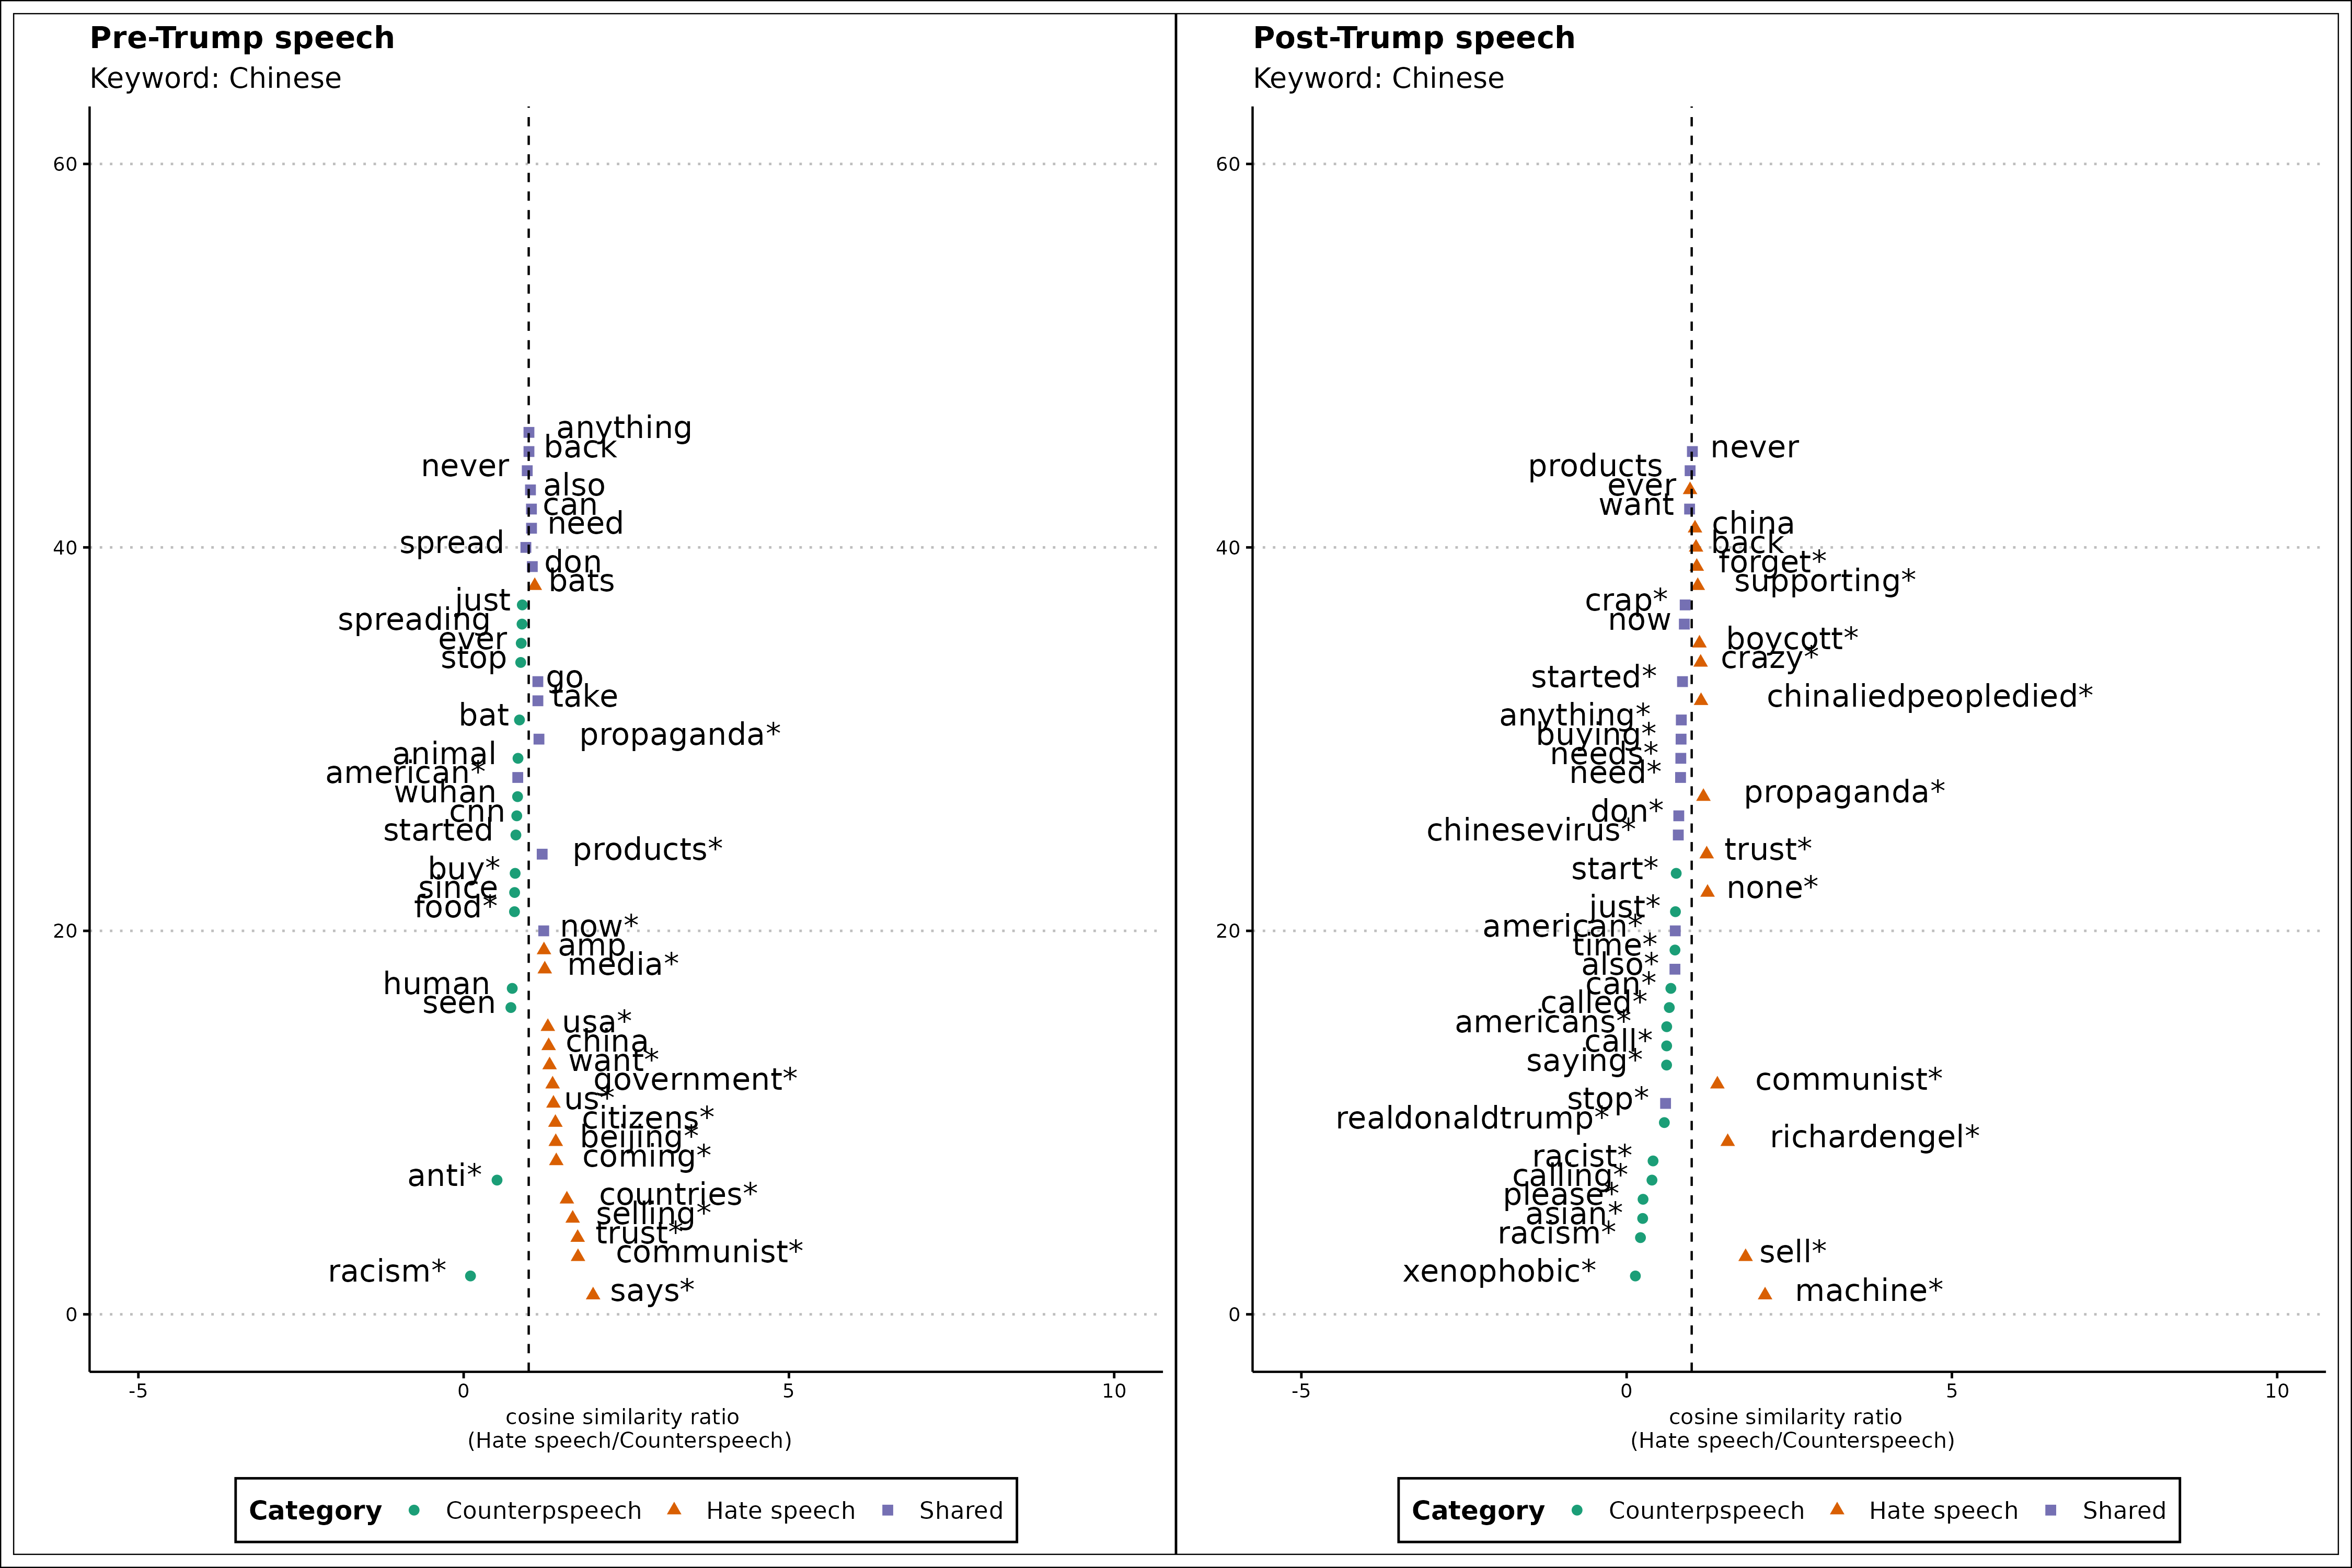 Pre-Trump speech
Keyword: Chinese
60
40
20
0
anything
back
never
also
can
need
spread
don
bats
just
spreading
ever
stop
go
take
bat
propaganda*
animal
american*
wuhan
cnn
started
products*
buy*
since
food*
now*
amp
media*
human
seen
usa*
china
want*
government*
us*
citizens*
beijing*
coming*
anti*
countries*
selling*
trust*
communist*
racism*
says*
-5 0 5 10
cosine similarity ratio
(Hate speech/Counterspeech)
Category Counterpspeech Hate speech Shared
Post-Trump speech
Keyword: Chinese
60
40
20
0
never
products
ever
want
china
back
forget*
supporting*
crap*
now
boycott*
crazy*
started*
chinaliedpeopledied*
anything*
buying*
needs*
need*
propaganda*
don*
chinesevirus*
trust*
start*
none*
just*
american*
time*
also*
can*
called*
americans*
call*
saying*
communist*
stop*
realdonaldtrump*
richardengel*
racist*
calling*
please*
asian*
racism*
sell*
xenophobic*
machine*
-5 0 5 10
cosine similarity ratio
(Hate speech/Counterspeech)
Category Counterpspeech Hate speech Shared